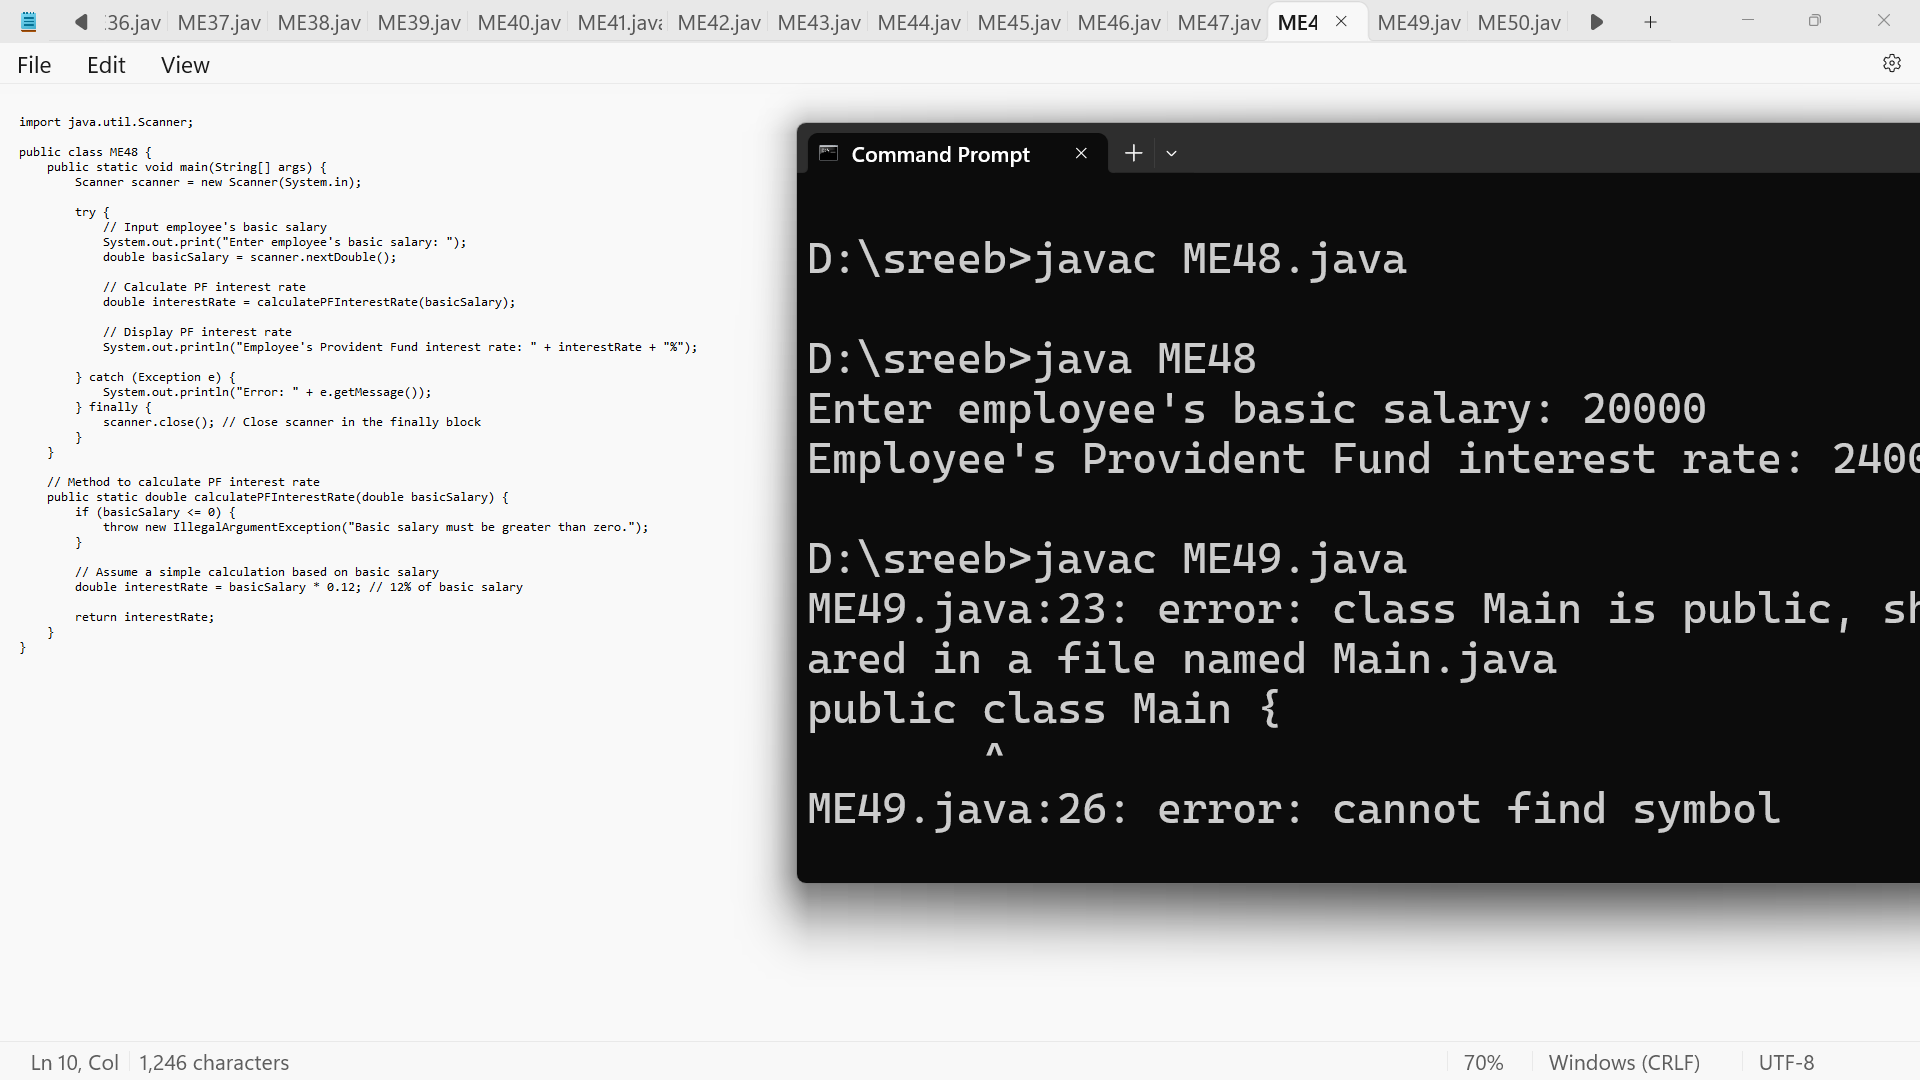 :36.jav ME37.jav ME38.jav ME39.jav ME40.jav ME41.java ME42.jav ME43.jav ME44.jav ME45.jav ME46.jav ME47.jav ME4 ME49.jav ME50.jav
File Edit View
import java.util.Scanner;
public class ME48 {
public static void main(String[] args) {
Scanner scanner = new Scanner(System.in);
try {
// Input employee's basic salary
System.out.print("Enter employee's basic salary: ");
double basicSalary = scanner.nextDouble();
// Calculate PF interest rate
double interestRate = calculatePFInterestRate(basicSalary);
// Display PF interest rate
System.out.println("Employee's Provident Fund interest rate: " + interestRate + "%");
} catch (Exception e) {
System.out.println("Error: " + e.getMessage());
} finally {
scanner.close(); // Close scanner in the finally block
}
}
// Method to calculate PF interest rate
public static double calculatePFInterestRate(double basicSalary) {
if (basicSalary <= 0) {
throw new IllegalArgumentException("Basic salary must be greater than zero.");
}
// Assume a simple calculation based on basic salary
double interestRate = basicSalary * 0.12; // 12% of basic salary
return interestRate;
}
}
Command Prompt
D:\sreeb>javac ME48.java
D:\sreeb>java ME48
Enter employee's basic salary: 20000
Employee's Provident Fund interest rate: 2400
D:\sreeb>javac ME49.java
ME49.java:23: error: class Main is public, sh
ared in a file named Main.java
public class Main {
^
ME49.java:26: error: cannot find symbol
Ln 10, Col 1,246 characters 70% Windows (CRLF) UTF-8